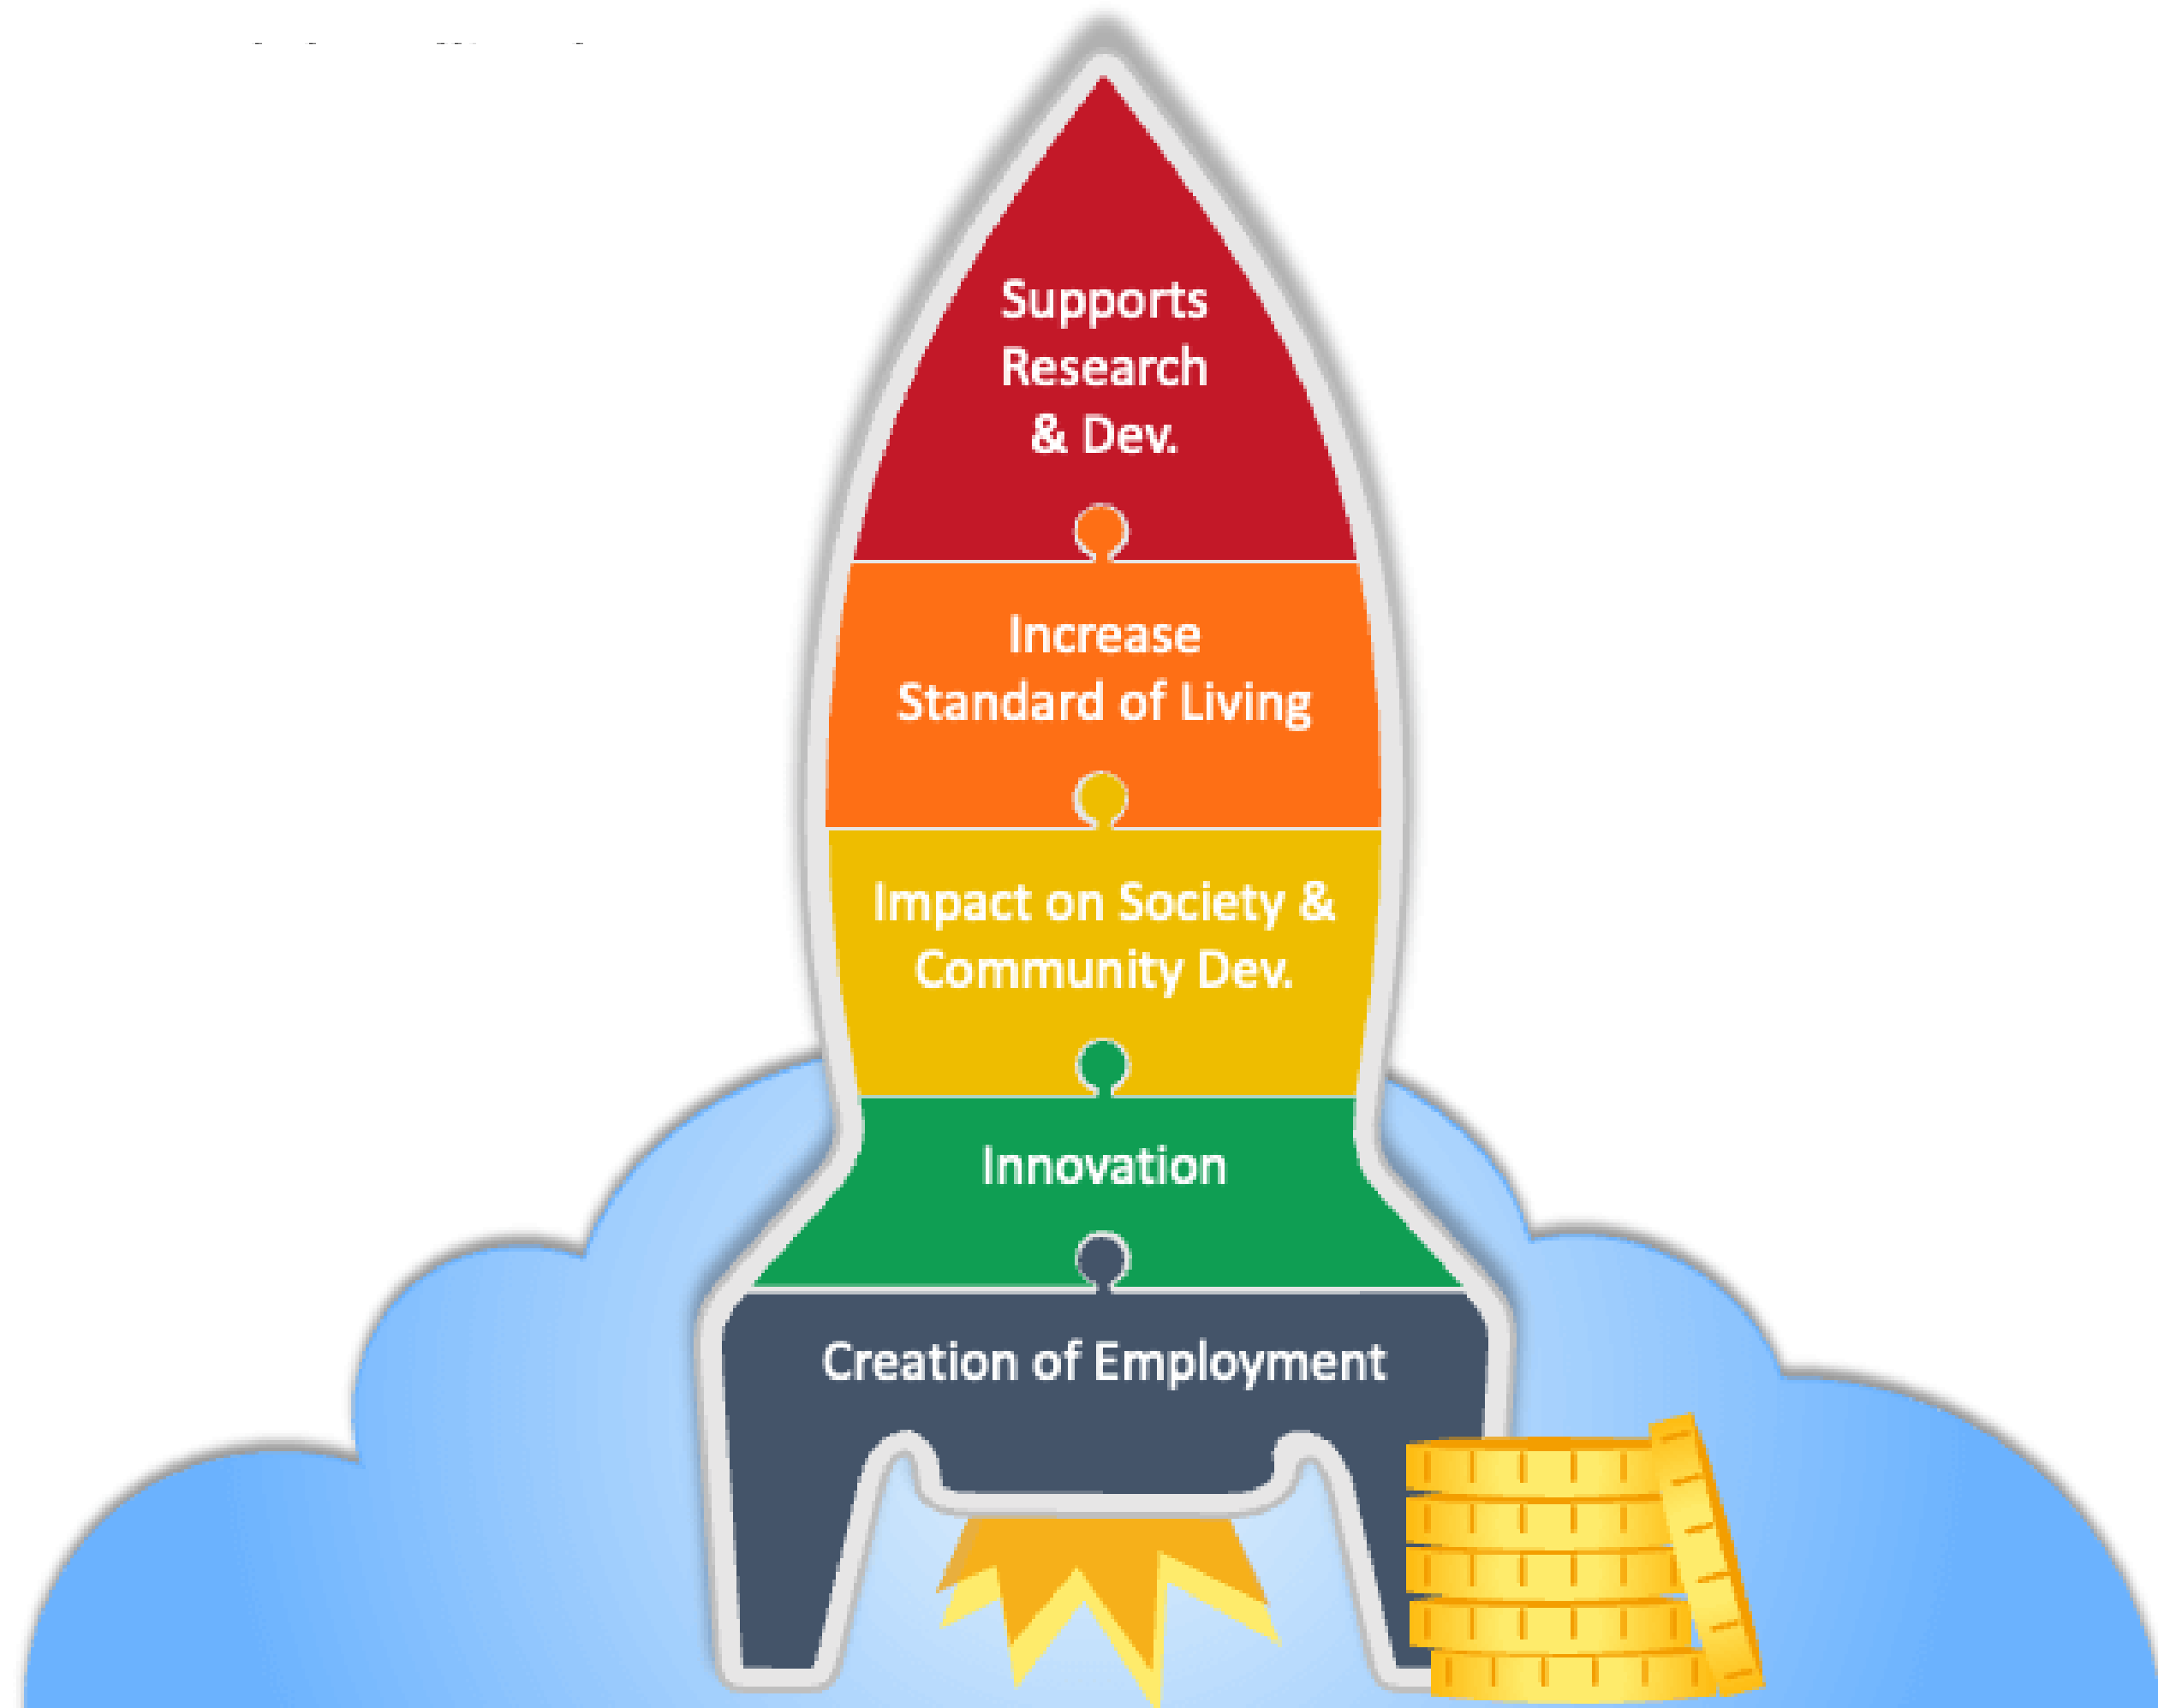 Supports
Research
& Dev.
Increase
Standard of Living
Impact on Society &
Community Dev.
Innovation
Creation of Employment